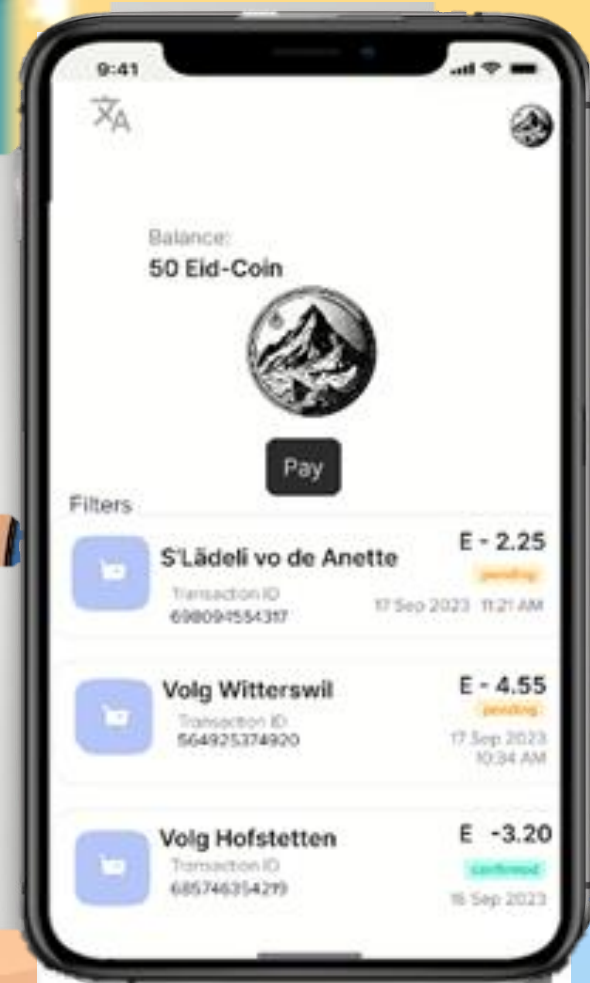 9:41
Balance:
50 Eid-Coin
Pay
Filters
S'Lädeli vo de Anette
E - 2.25
pending
Transaction ID
698094554317
17 Sep 2023 11:21 AM
Volg Witterswil
E - 4.55
pending
Transaction ID
564925374920
17 Sep 2023
10:34 AM
Volg Hofstetten
E -3.20
confirmed
Transaction ID
685746354219
16 Sep 2023